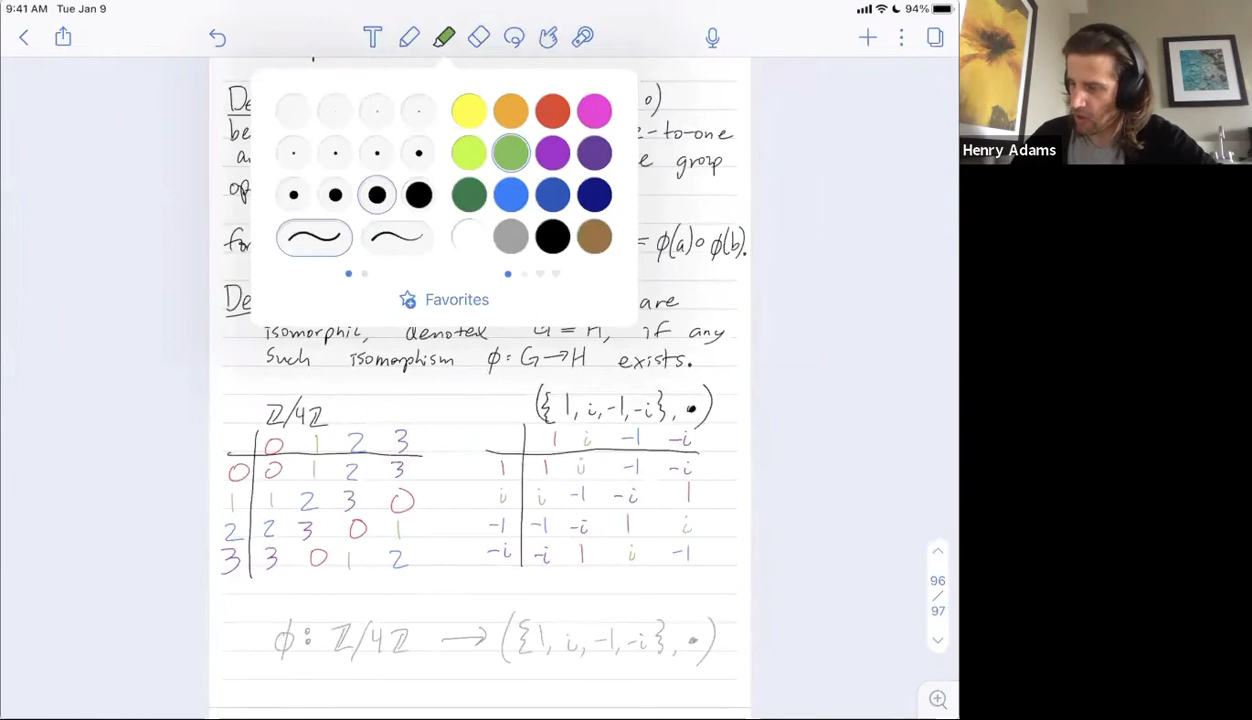 9:41 AM Tue Jan 9
94%
Henry Adams
De o)
be e-to-one
a e group
op
for = φ(a)∘φ(b).
Favorites
De are
isomorphic, denoted G ≅ H, if any
Such isomorphism φ: G→H exists.
ℤ/4ℤ
0 1 2 3
0 0 1 2 3
1 1 2 3 0
2 2 3 0 1
3 3 0 1 2
({1, i, -1, -i}, •)
1 i -1 -i
1 1 i -1 -i
i i -1 -i 1
-1 -1 -i 1 i
-i -i 1 i -1
φ: ℤ/4ℤ → ({1, i, -1, -i}, •)
96
/
97